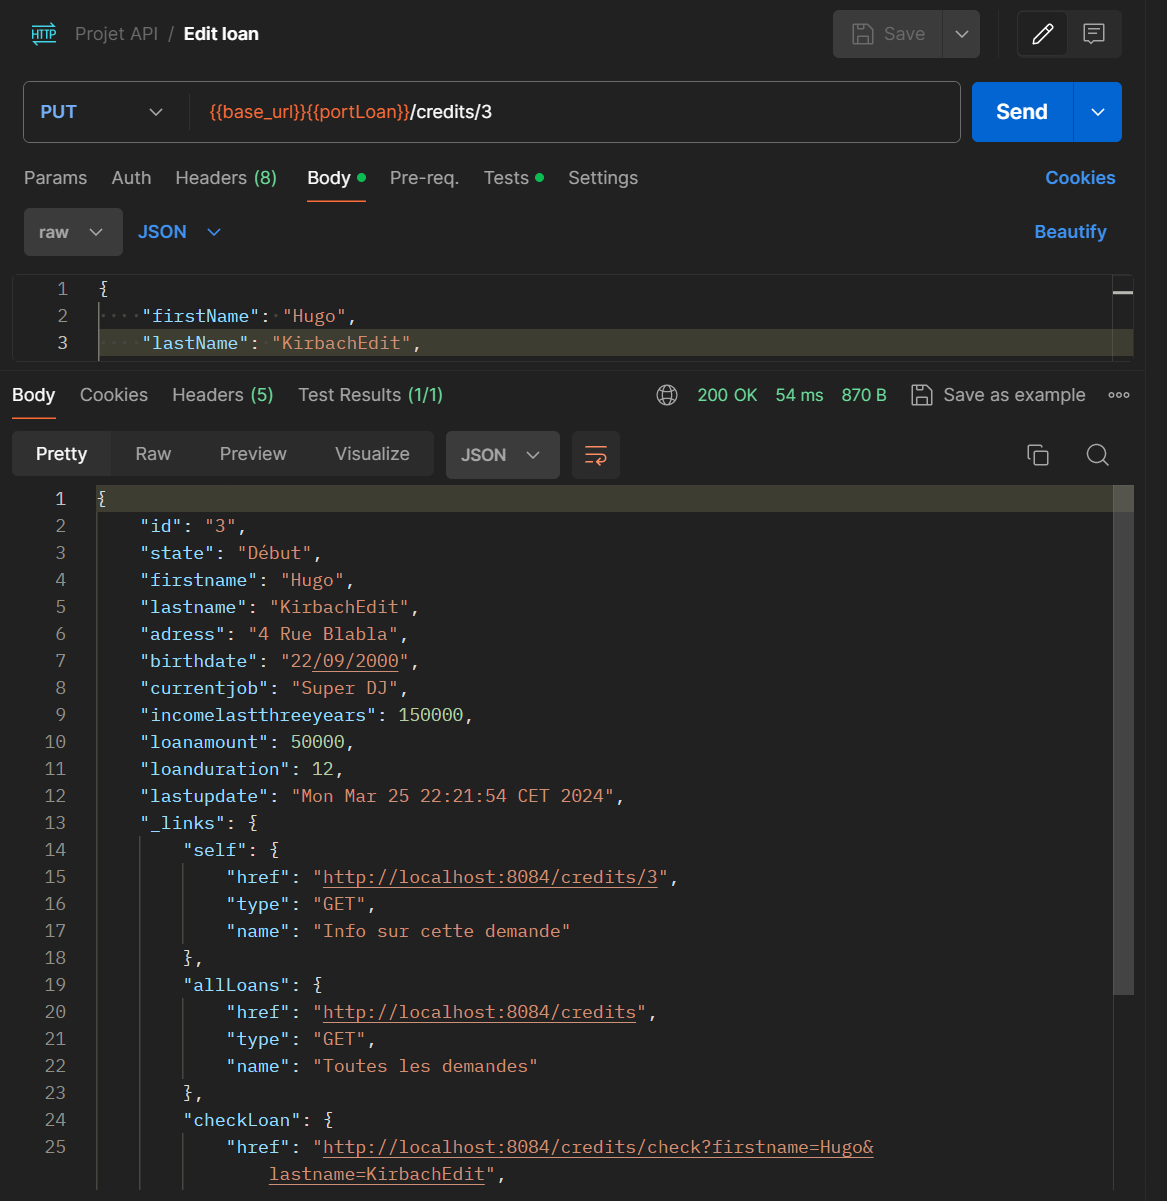 HTTP Projet API / Edit loan Save
PUT {{base_url}}{{portLoan}}/credits/3 Send
Params Auth Headers (8) Body Pre-req. Tests Settings Cookies
raw JSON Beautify
1 {
2 "firstName": "Hugo",
3 "lastName": "KirbachEdit",
Body Cookies Headers (5) Test Results (1/1) 200 OK 54 ms 870 B Save as example
Pretty Raw Preview Visualize JSON
1 {
2 "id": "3",
3 "state": "Début",
4 "firstname": "Hugo",
5 "lastname": "KirbachEdit",
6 "adress": "4 Rue Blabla",
7 "birthdate": "22/09/2000",
8 "currentjob": "Super DJ",
9 "incomelastthreeyears": 150000,
10 "loanamount": 50000,
11 "loanduration": 12,
12 "lastupdate": "Mon Mar 25 22:21:54 CET 2024",
13 "_links": {
14 "self": {
15 "href": "http://localhost:8084/credits/3",
16 "type": "GET",
17 "name": "Info sur cette demande"
18 },
19 "allLoans": {
20 "href": "http://localhost:8084/credits",
21 "type": "GET",
22 "name": "Toutes les demandes"
23 },
24 "checkLoan": {
25 "href": "http://localhost:8084/credits/check?firstname=Hugo&
lastname=KirbachEdit",